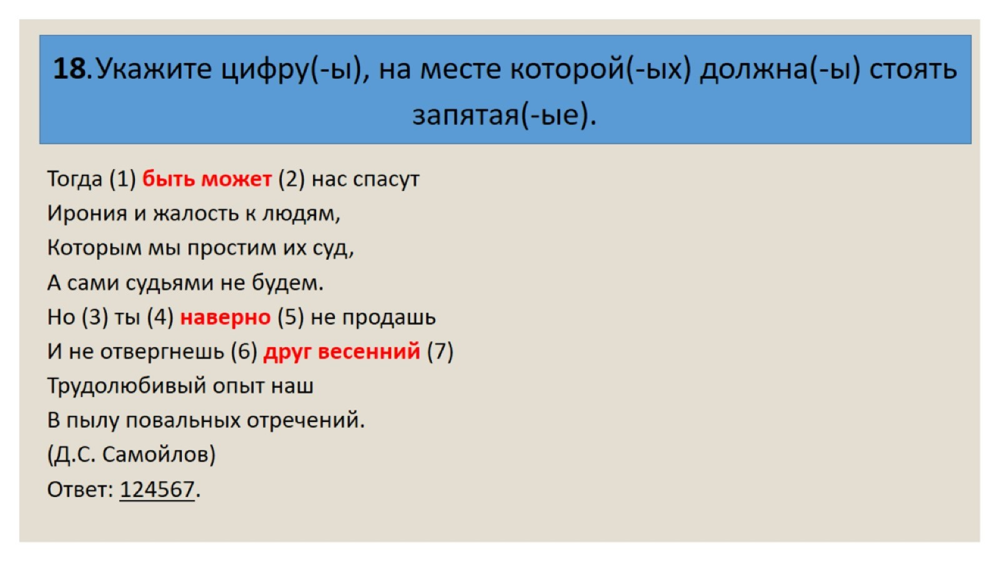 18.Укажите цифру(-ы), на месте которой(-ых) должна(-ы) стоять
запятая(-ые).
Тогда (1) быть может (2) нас спасут
Ирония и жалость к людям,
Которым мы простим их суд,
А сами судьями не будем.
Но (3) ты (4) наверно (5) не продашь
И не отвергнешь (6) друг весенний (7)
Трудолюбивый опыт наш
В пылу повальных отречений.
(Д.С. Самойлов)
Ответ: 124567.